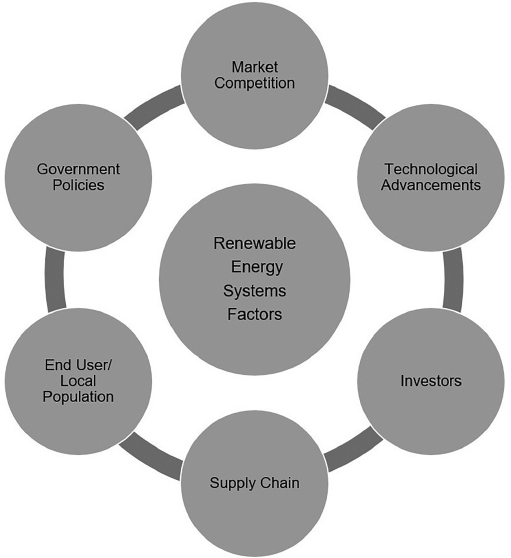 Market
Competition
Technological
Advancements
Investors
Supply Chain
End User/
Local
Population
Government
Policies
Renewable
Energy
Systems
Factors